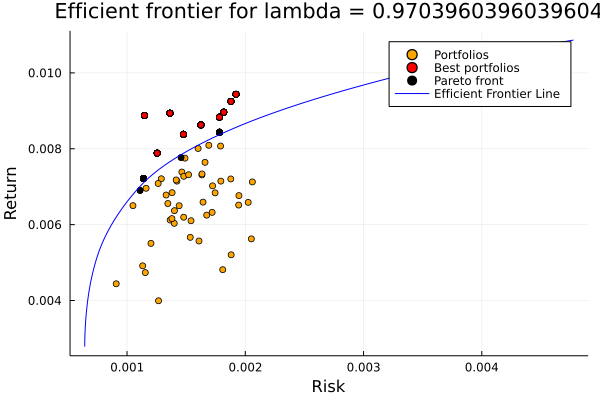 Efficient frontier for lambda = 0.9703960396039604
Portfolios
Best portfolios
Pareto front
Efficient Frontier Line
0.010
0.008
0.006
0.004
Return
0.001 0.002 0.003 0.004
Risk